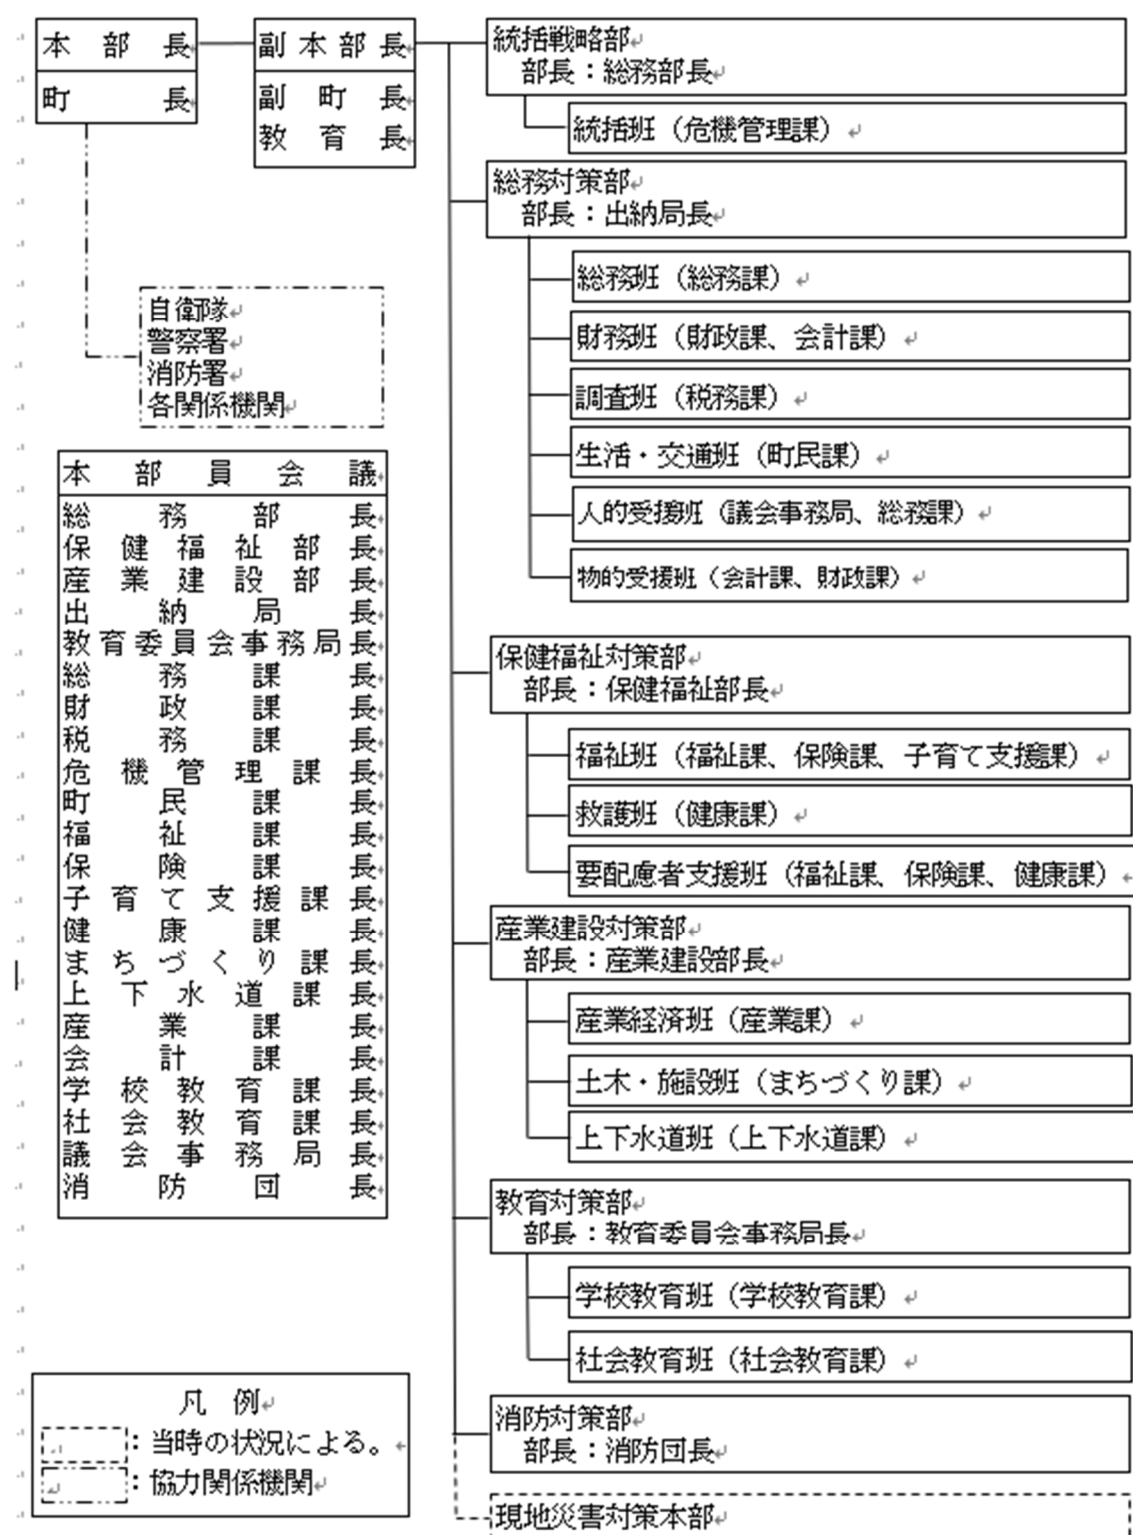 本部長
町長
副本部長
副町長
教育長
自衛隊
警察署
消防署
各関係機関
本部員会議
総務部長
保健福祉部長
産業建設部長
出納局長
教育委員会事務局長
総務課長
財政課長
税務課長
危機管理課長
町民課長
福祉課長
保険課長
子育て支援課長
健康課長
まちづくり課長
上下水道課長
産業課長
会計課長
学校教育課長
社会教育課長
議会事務局長
消防団長
凡例
：当時の状況による。
：協力関係機関
統括戦略部
部長：総務部長
統括班（危機管理課）
総務対策部
部長：出納局長
総務班（総務課）
財務班（財政課、会計課）
調査班（税務課）
生活・交通班（町民課）
人的受援班（議会事務局、総務課）
物的受援班（会計課、財政課）
保健福祉対策部
部長：保健福祉部長
福祉班（福祉課、保険課、子育て支援課）
救護班（健康課）
要配慮者支援班（福祉課、保険課、健康課）
産業建設対策部
部長：産業建設部長
産業経済班（産業課）
土木・施設班（まちづくり課）
上下水道班（上下水道課）
教育対策部
部長：教育委員会事務局長
学校教育班（学校教育課）
社会教育班（社会教育課）
消防対策部
部長：消防団長
現地災害対策本部